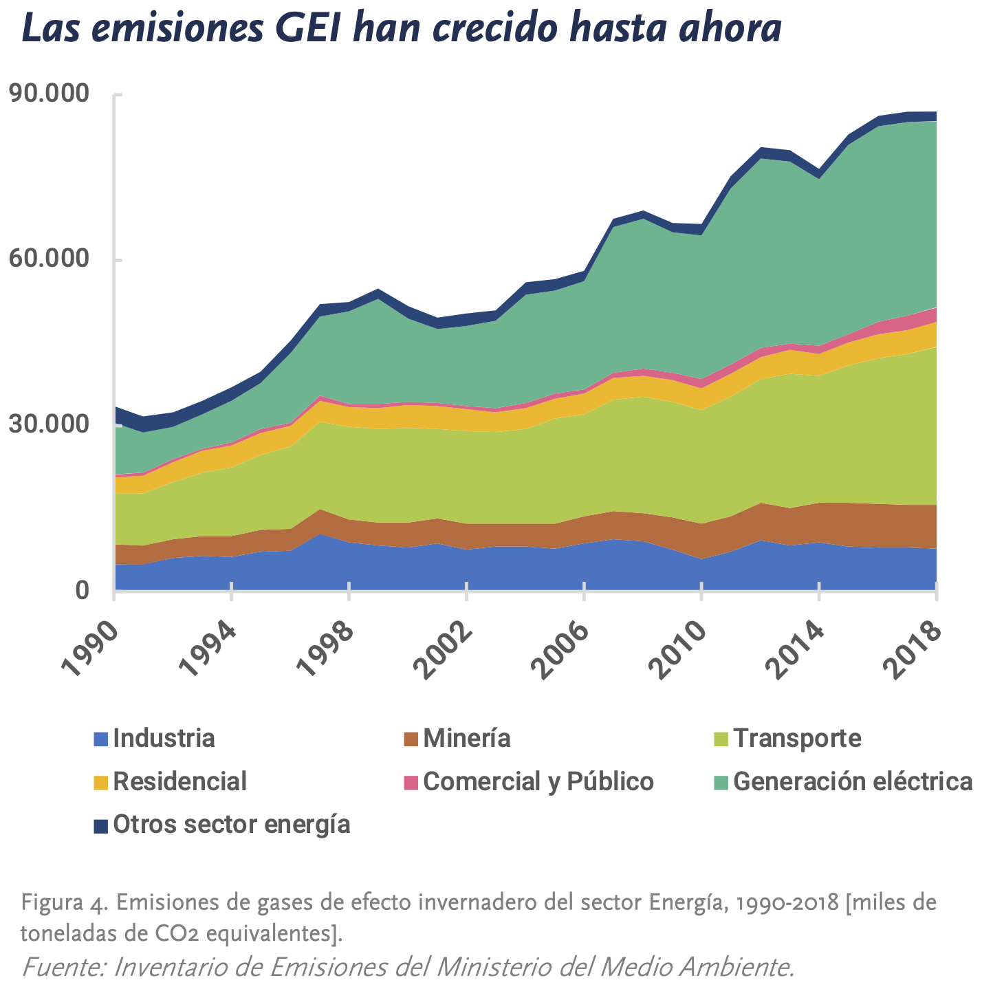 Las emisiones GEI han crecido hasta ahora
90.000
60.000
30.000
0
1990
1994
1998
2002
2006
2010
2014
2018
Industria
Minería
Transporte
Residencial
Comercial y Público
Generación eléctrica
Otros sector energía
Figura 4. Emisiones de gases de efecto invernadero del sector Energía, 1990-2018 [miles de
toneladas de CO2 equivalentes].
Fuente: Inventario de Emisiones del Ministerio del Medio Ambiente.